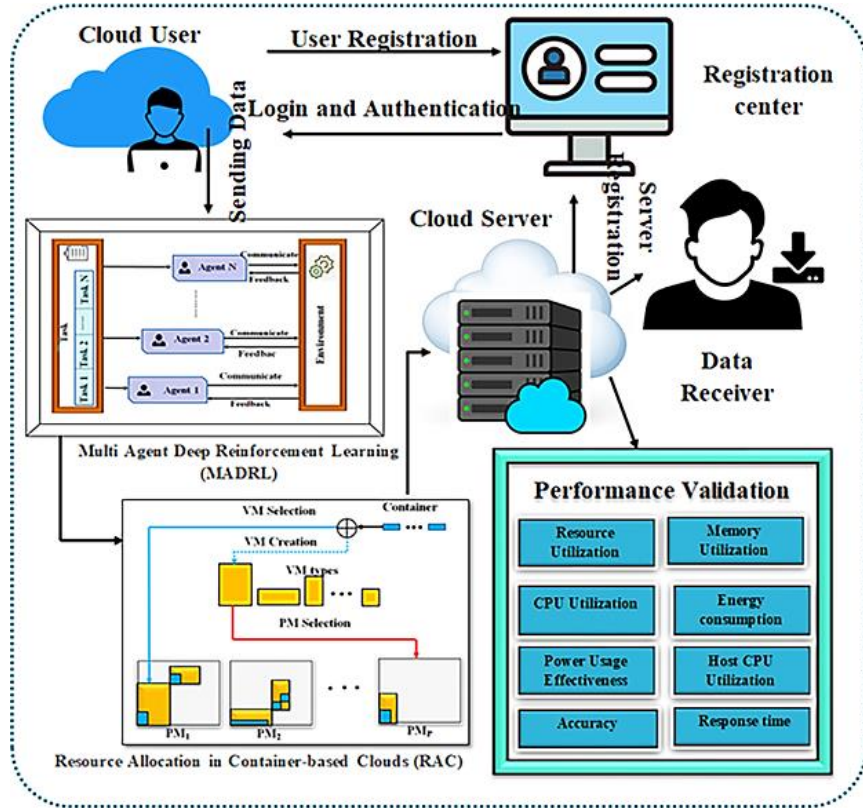 Cloud User
User Registration
Registration
center
Login and Authentication
Sending Data
Server
Registration
Cloud Server
Data
Receiver
Task
Task N
Task 2
Task 1
Agent N
Communicate
Feedback
Agent 2
Communicate
Feedbac
Agent 1
Communicate
Feedback
Environment
Multi Agent Deep Reinforcement Learning
(MADRL)
VM Selection
Container
VM Creation
VM types
PM Selection
PM1
PM2
PMP
Resource Allocation in Container-based Clouds (RAC)
Performance Validation
Resource
Utilization
Memory
Utilization
CPU Utilization
Energy
consumption
Power Usage
Effectiveness
Host CPU
Utilization
Accuracy
Response time